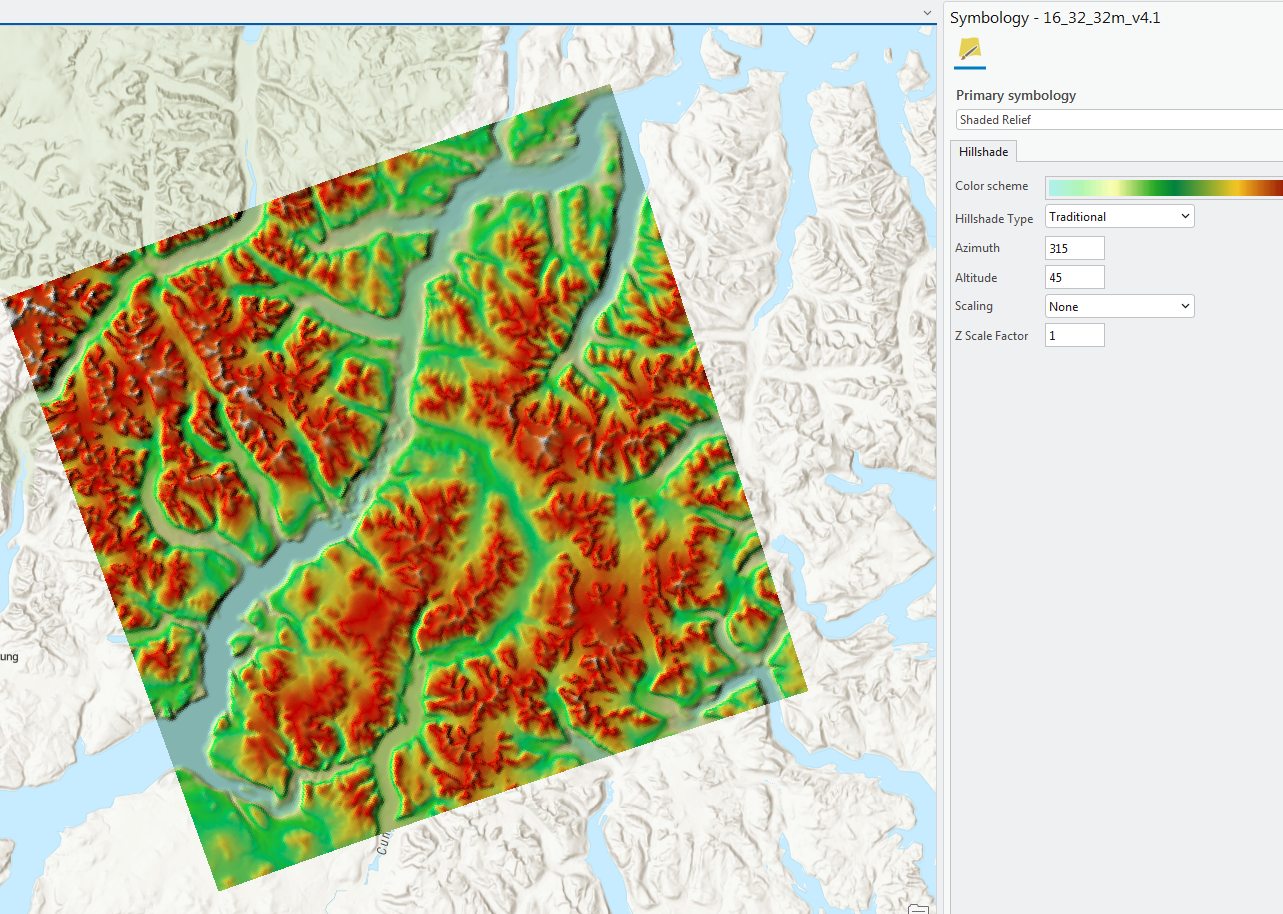 Symbology - 16_32_32m_v4.1
Primary symbology
Shaded Relief
Hillshade
Color scheme
Hillshade Type Traditional
Azimuth 315
Altitude 45
Scaling None
Z Scale Factor 1
ung
Cun